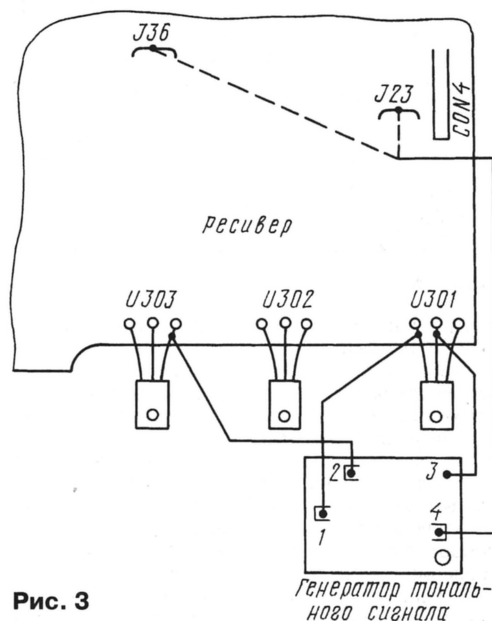 J36
J23
CON4
Ресивер
U303
U302
U301
2
3
1
4
Рис. 3
Генератор тональ-
ного сигнала